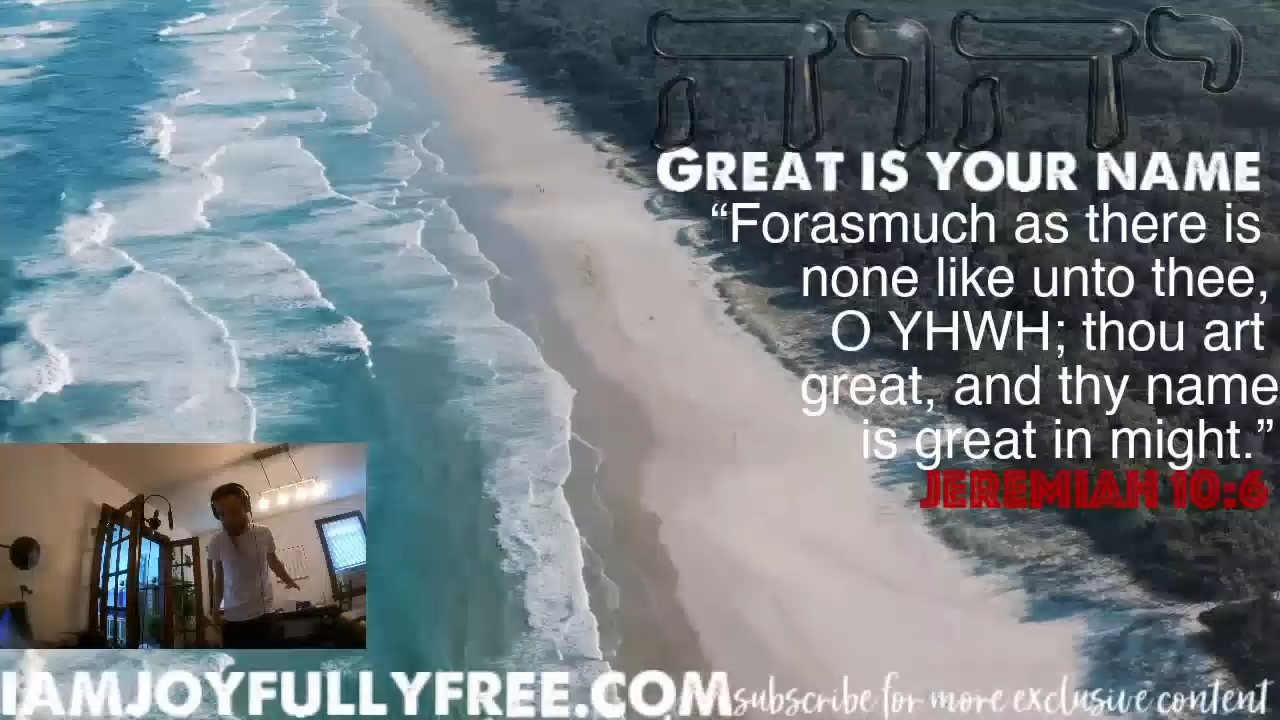 יהוה
GREAT IS YOUR NAME
“Forasmuch as there is
none like unto thee,
O YHWH; thou art
great, and thy name
is great in might.”
JEREMIAH 10:6
IAMJOYFULLYFREE.COM
subscribe for more exclusive content